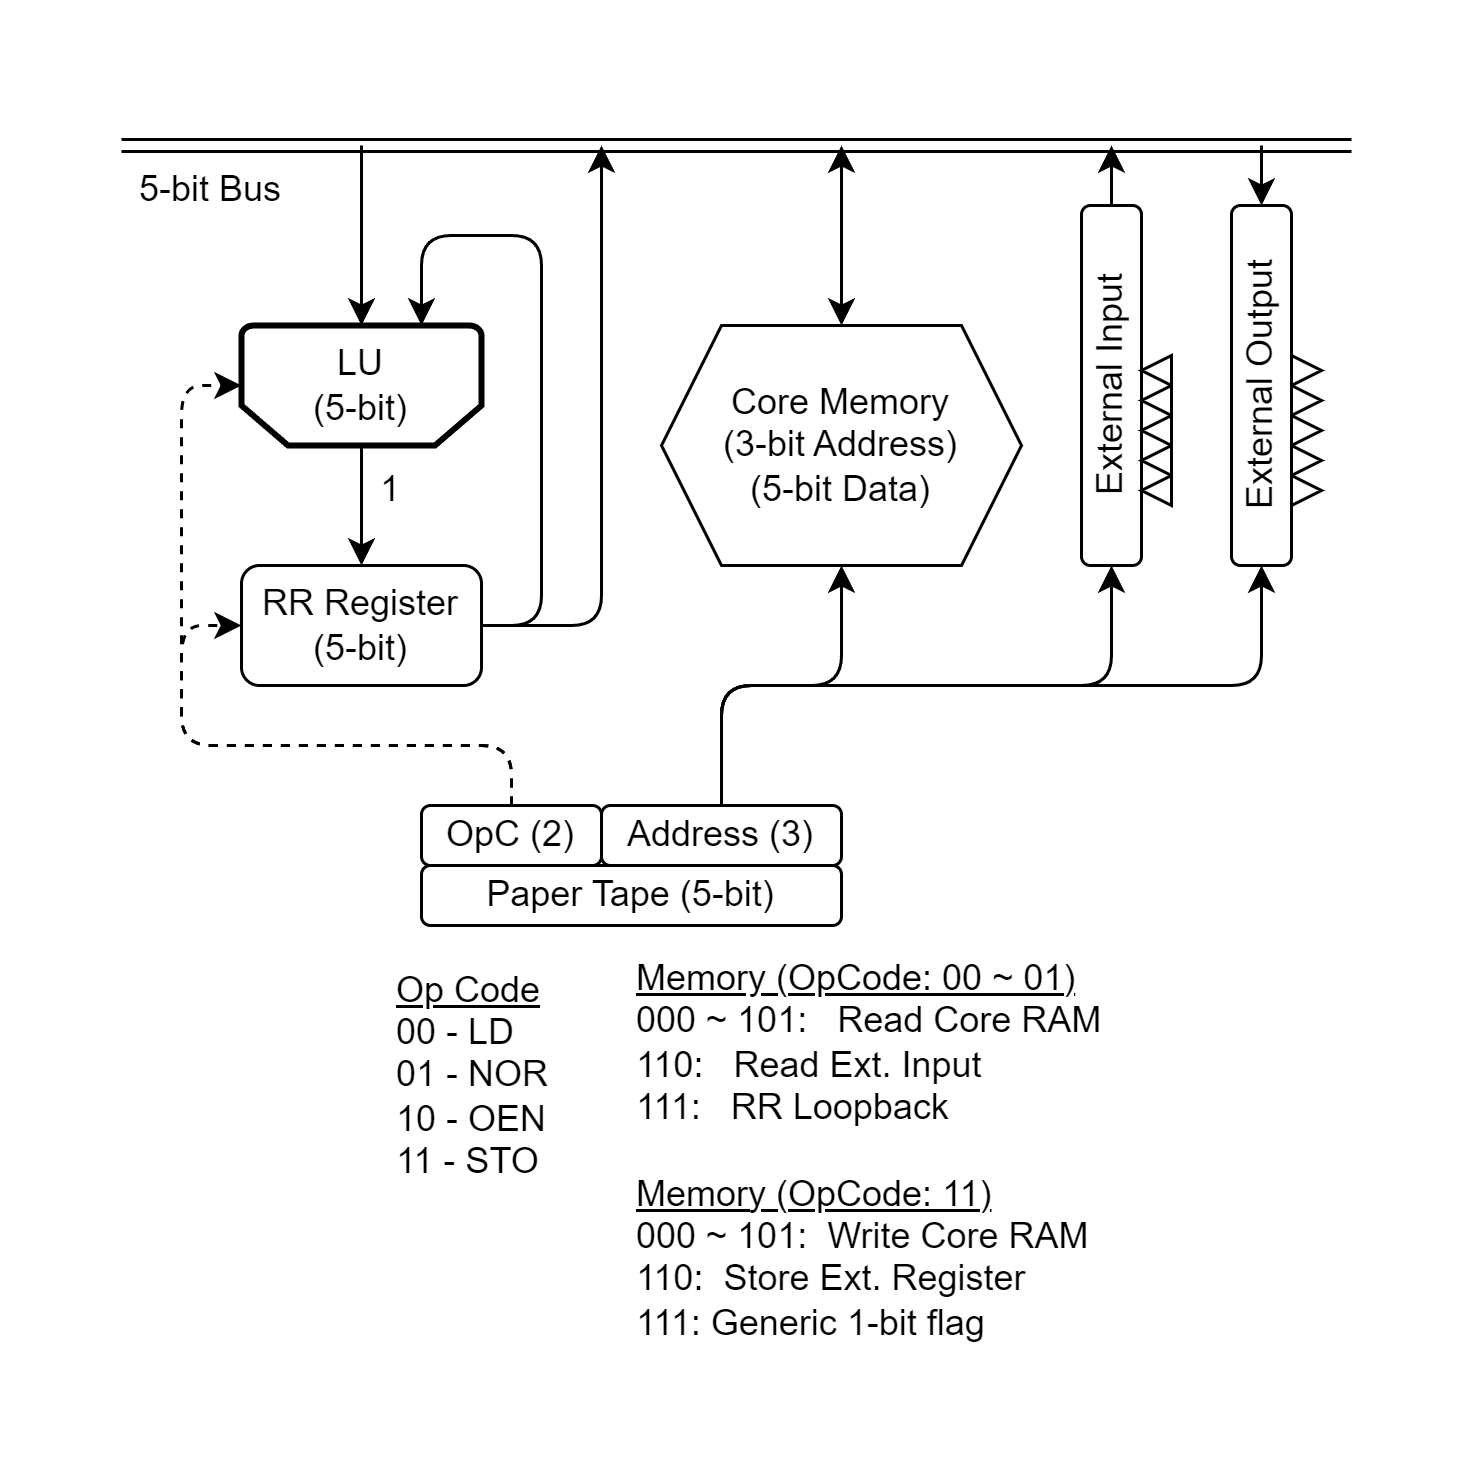 5-bit Bus
LU
(5-bit)
1
RR Register
(5-bit)
Core Memory
(3-bit Address)
(5-bit Data)
External Input
External Output
OpC (2)
Address (3)
Paper Tape (5-bit)
Op Code
00 - LD
01 - NOR
10 - OEN
11 - STO
Memory (OpCode: 00 ~ 01)
000 ~ 101: Read Core RAM
110: Read Ext. Input
111: RR Loopback
Memory (OpCode: 11)
000 ~ 101: Write Core RAM
110: Store Ext. Register
111: Generic 1-bit flag